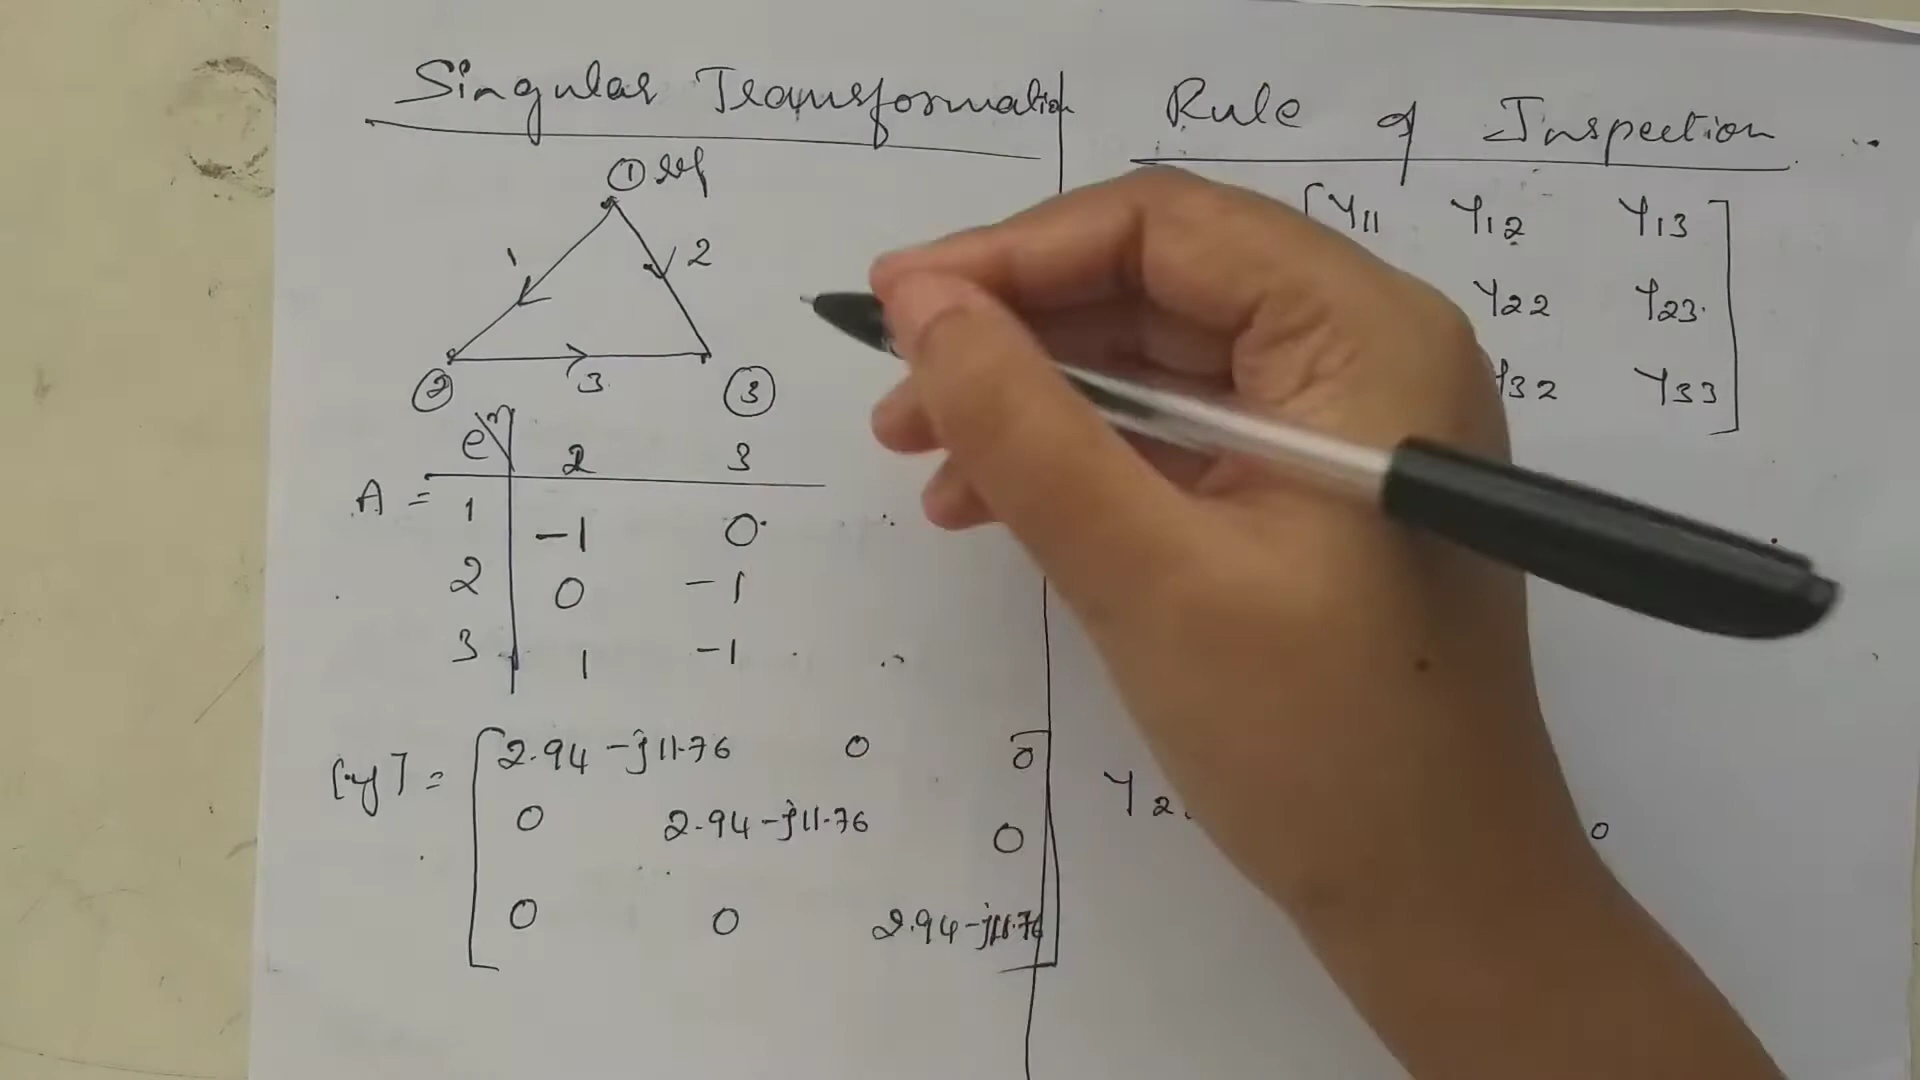 Singular Transformation
① ref
1
2
② 3 ③
e n 2 3
A = 1 -1 0
2 0 -1
3 1 -1
[y] = 2.94-j11.76 0 0
0 2.94-j11.76 0
0 0 2.94-j11.76
Rule of Inspection
Y11 Y12 Y13
Y22 Y23
Y32 Y33
Y2
0